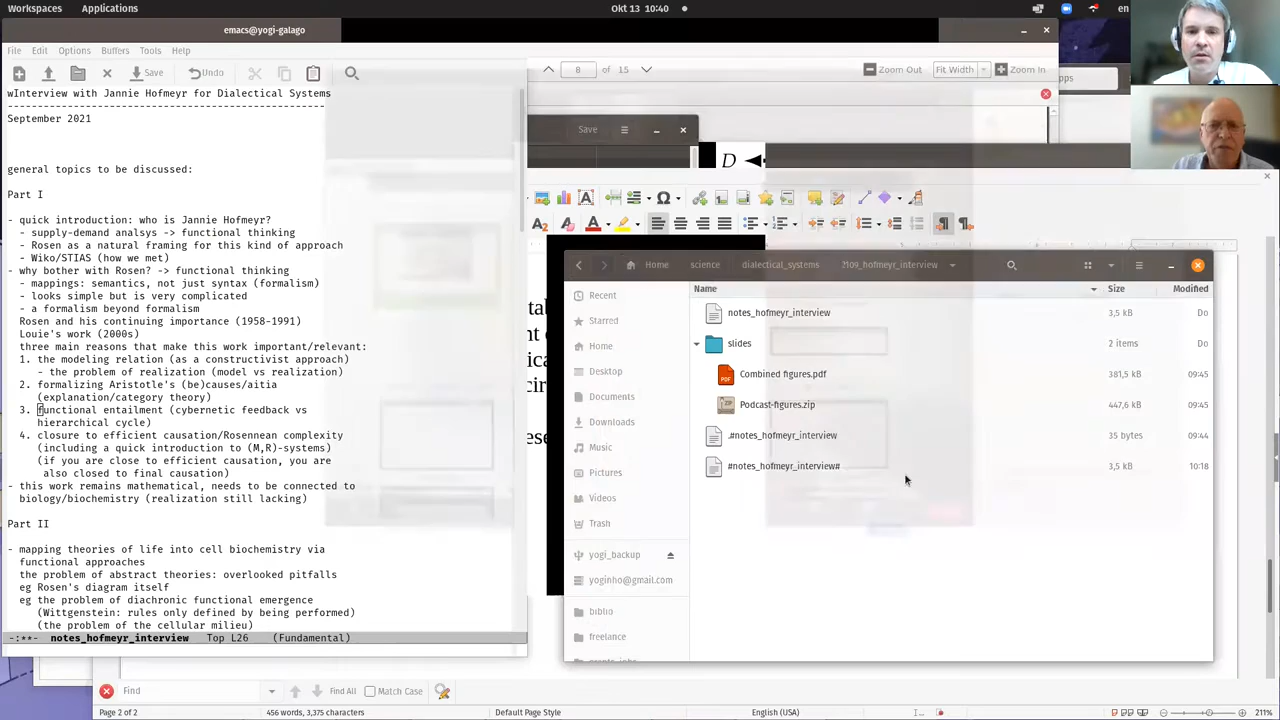 Workspaces Applications Okt 13 10:40 en
emacs@yogi-galago
File Edit Options Buffers Tools Help
Save Undo
wInterview with Jannie Hofmeyr for Dialectical Systems
--------------------------------------------------
September 2021
general topics to be discussed:
Part I
- quick introduction: who is Jannie Hofmeyr?
- supply-demand analsys -> functional thinking
- Rosen as a natural framing for this kind of approach
- Wiko/STIAS (how we met)
- why bother with Rosen? -> functional thinking
- mappings: semantics, not just syntax (formalism)
- looks simple but is very complicated
- a formalism beyond formalism
Rosen and his continuing importance (1958-1991)
Louie's work (2000s)
three main reasons that make this work important/relevant:
1. the modeling relation (as a constructivist approach)
- the problem of realization (model vs realization)
2. formalizing Aristotle's (be)causes/aitia
(explanation/category theory)
3. functional entailment (cybernetic feedback vs
hierarchical cycle)
4. closure to efficient causation/Rosennean complexity
(including a quick introduction to (M,R)-systems)
(if you are close to efficient causation, you are
also closed to final causation)
- this work remains mathematical, needs to be connected to
biology/biochemistry (realization still lacking)
Part II
- mapping theories of life into cell biochemistry via
functional approaches
the problem of abstract theories: overlooked pitfalls
eg Rosen's diagram itself
eg the problem of diachronic functional emergence
(Wittgenstein: rules only defined by being performed)
(the problem of the cellular milieu)
-:**- notes_hofmeyr_interview Top L26 (Fundamental)
8 of 15 Zoom Out Fit Width Zoom In
Save
D
Home science dialectical_systems 2109_hofmeyr_interview
Name Size Modified
Recent
Starred
Home
Desktop
Documents
Downloads
Music
Pictures
Videos
Trash
yogi_backup
yoginho@gmail.com
biblio
freelance
notes_hofmeyr_interview 3,5 kB Do
slides 2 items Do
Combined figures.pdf 381,5 kB 09:45
Podcast-figures.zip 447,6 kB 09:45
.#notes_hofmeyr_interview 35 bytes 09:44
#notes_hofmeyr_interview# 3,5 kB 10:18
Find Find All Match Case
Page 2 of 2 456 words, 3,375 characters Default Page Style English (USA) 211%